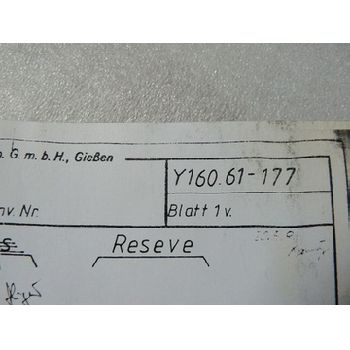 G.m.b.H., Gießen
Y160.61-177
nv. Nr.
Blatt 1 v.
Reseve